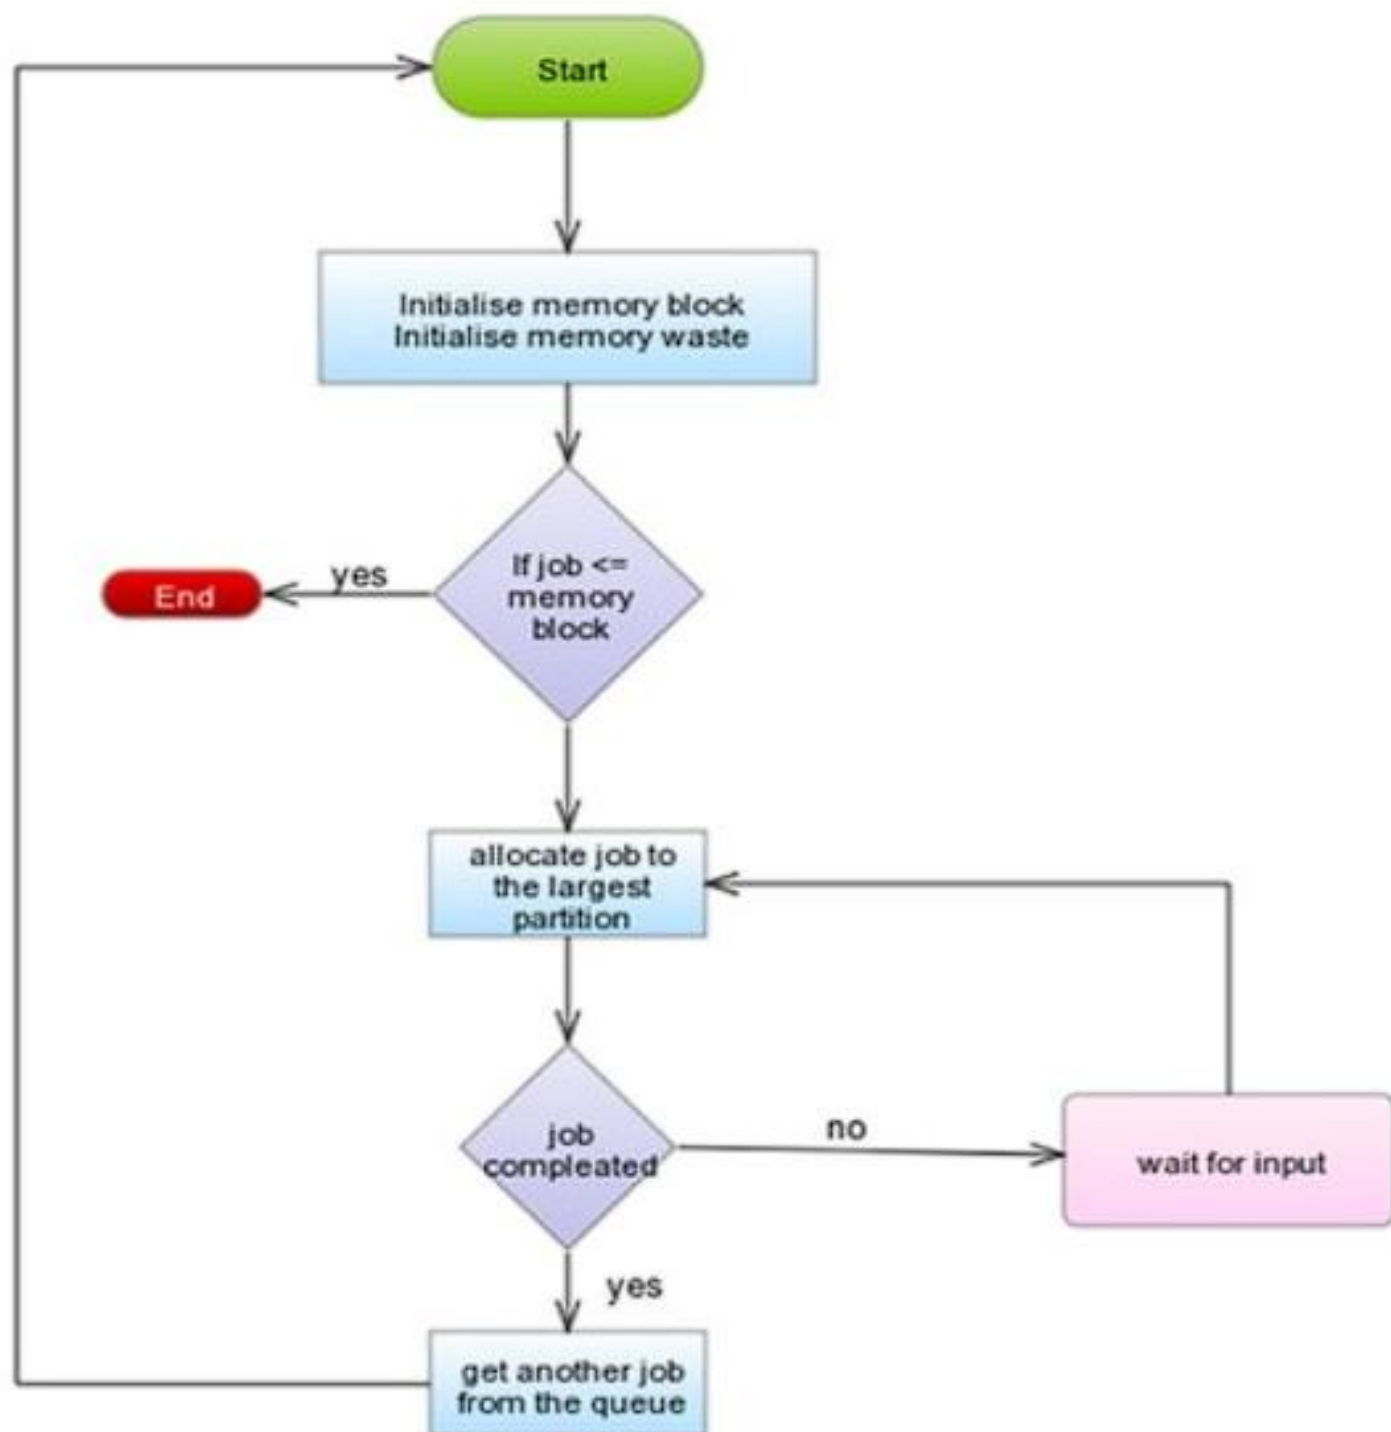 Start
Initialise memory block
Initialise memory waste
If job <=
memory
block
yes
End
allocate job to
the largest
partition
job
compleated
no
wait for input
yes
get another job
from the queue